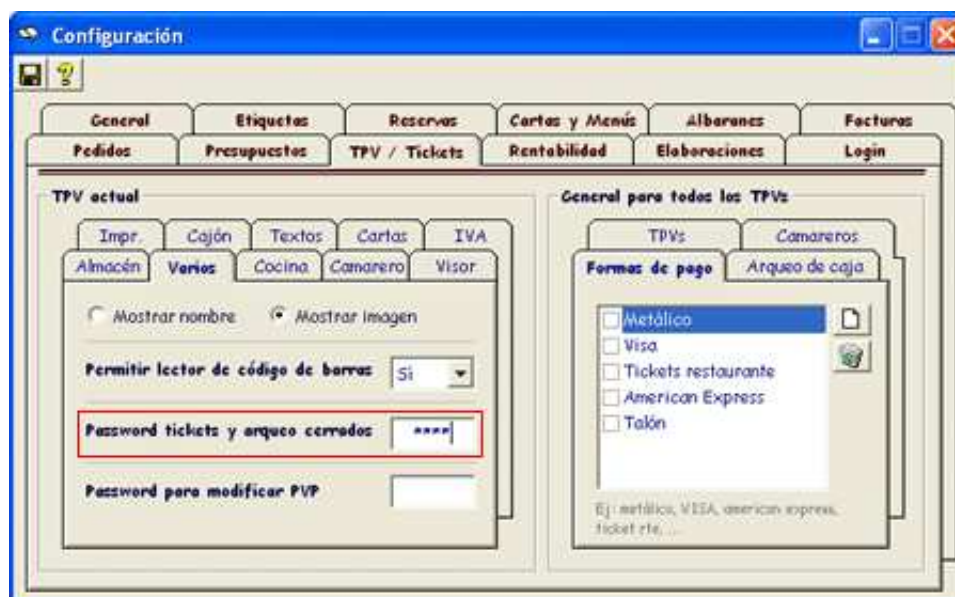 Configuración
General Etiquetas Reservas Cartas y Menús Albaranes Facturas
Pedidos Presupuestos TPV / Tickets Rentabilidad Elaboraciones Login
TPV actual
Impr. Cajón Textos Cartas IVA
Almacén Varios Cocina Camarero Visor
Mostrar nombre Mostrar imagen
Permitir lector de código de barras Sí
Password tickets y arqueo cerrados ****
Password para modificar PVP
General para todos los TPVs
TPVs Camareros
Formas de pago Arqueo de caja
Metálico
Visa
Tickets restaurante
American Express
Talón
Ej: metálico, VISA, american express,
ticket rte, ...